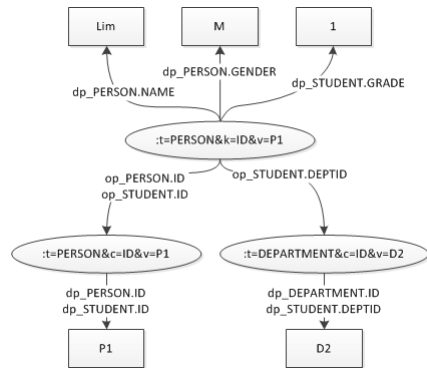 Lim
M
1
dp_PERSON.NAME
dp_PERSON.GENDER
dp_STUDENT.GRADE
:t=PERSON&k=ID&v=P1
op_PERSON.ID
op_STUDENT.ID
op_STUDENT.DEPTID
:t=PERSON&c=ID&v=P1
:t=DEPARTMENT&c=ID&v=D2
dp_PERSON.ID
dp_STUDENT.ID
dp_DEPARTMENT.ID
dp_STUDENT.DEPTID
P1
D2